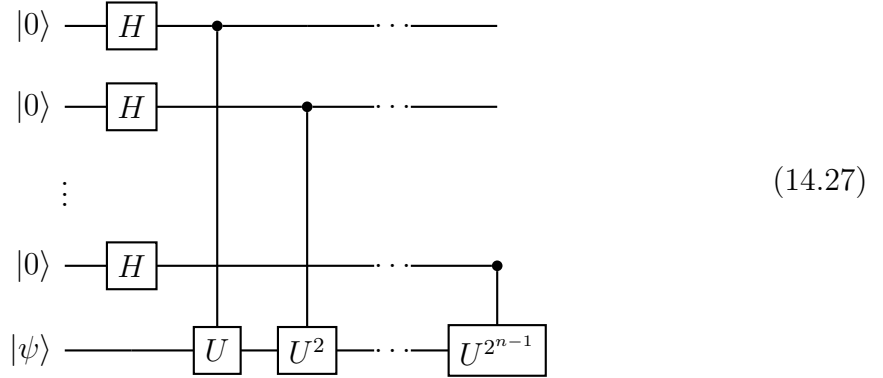 |0⟩ H · · ·
|0⟩ H · · ·
⋮
(14.27)
|0⟩ H · · ·
|ψ⟩ U U² · · · U^{2^{n−1}}